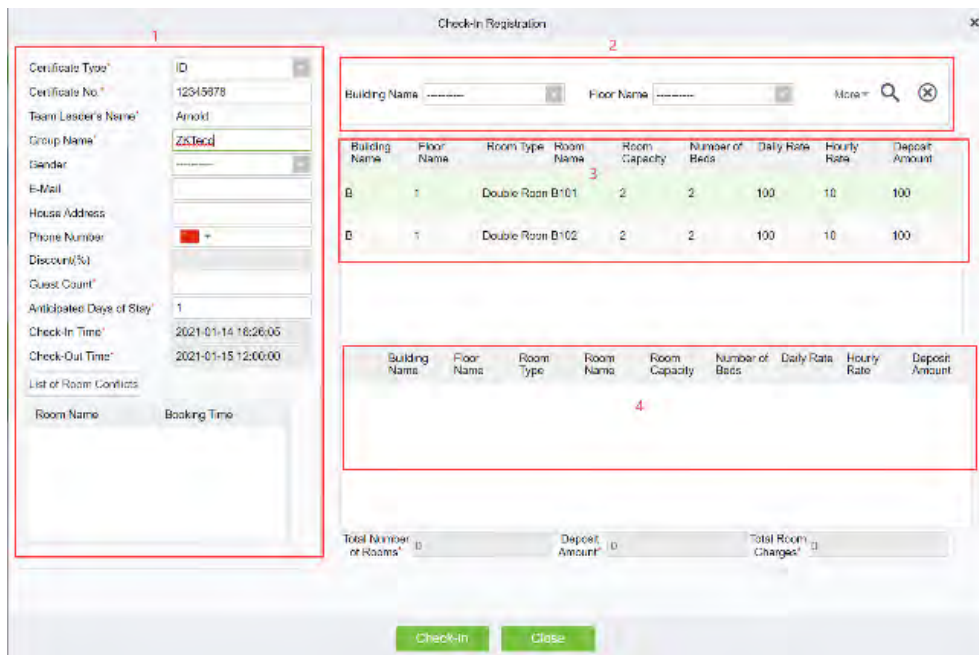 Check-In Registration
×
1
Certificate Type* ID
Certificate No.* 12345678
Team Leader's Name* Arnold
Group Name* ZKTeco
Gender ----------
E-Mail
House Address
Phone Number
Discount(%)
Guest Count*
Anticipated Days of Stay* 1
Check-In Time* 2021-01-14 18:26:05
Check-Out Time* 2021-01-15 12:00:00
List of Room Conflicts
Room Name Booking Time
2
Building Name ---------- Floor Name ---------- More
Building Name Floor Name Room Type Room Name Room Capacity Number of Beds Daily Rate Hourly Rate Deposit Amount
3
B 1 Double Room B101 2 2 100 10 100
B 1 Double Room B102 2 2 100 10 100
Building Name Floor Name Room Type Room Name Room Capacity Number of Beds Daily Rate Hourly Rate Deposit Amount
4
Total Number of Rooms* 0 Deposit Amount* 0 Total Room Charges* 0
Check-In Close